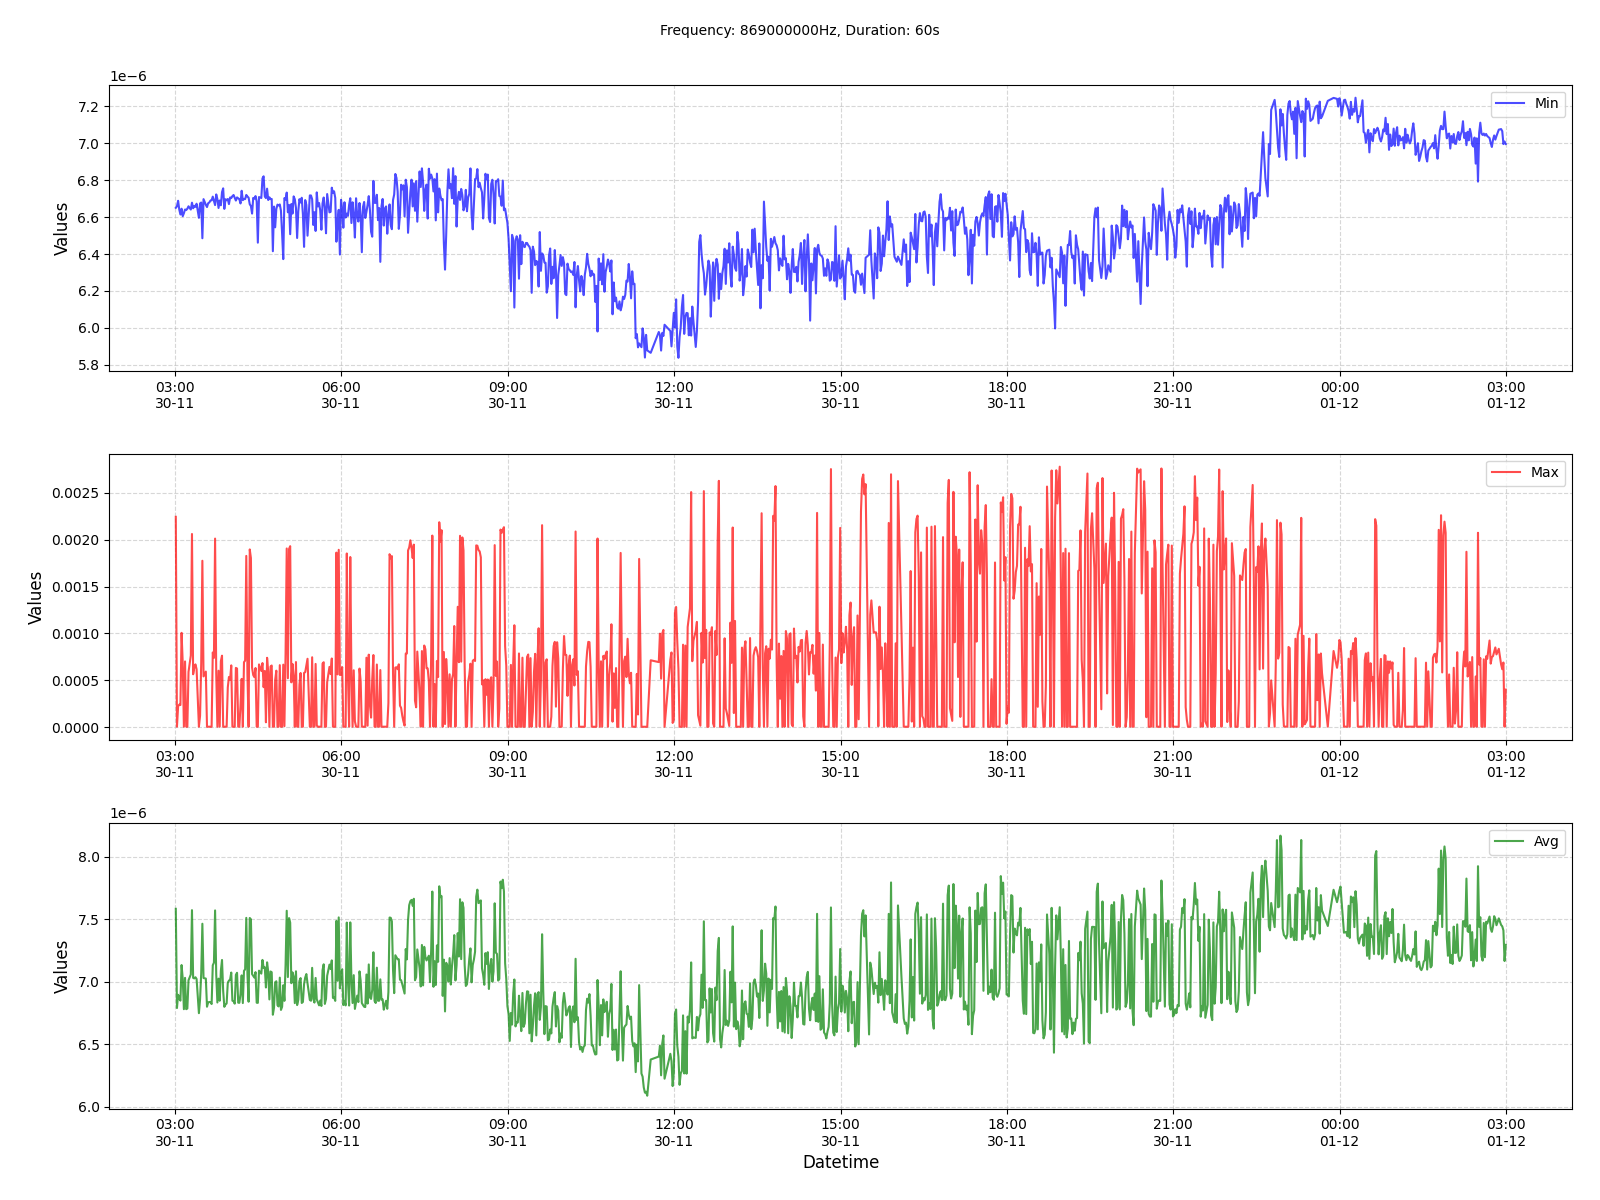 Frequency: 869000000Hz, Duration: 60s
1e−6
Min
Values
7.2
7.0
6.8
6.6
6.4
6.2
6.0
5.8
03:00 06:00 09:00 12:00 15:00 18:00 21:00 00:00 03:00
30-11 30-11 30-11 30-11 30-11 30-11 30-11 01-12 01-12
Max
Values
0.0025
0.0020
0.0015
0.0010
0.0005
0.0000
03:00 06:00 09:00 12:00 15:00 18:00 21:00 00:00 03:00
30-11 30-11 30-11 30-11 30-11 30-11 30-11 01-12 01-12
1e−6
Avg
Values
8.0
7.5
7.0
6.5
6.0
03:00 06:00 09:00 12:00 15:00 18:00 21:00 00:00 03:00
30-11 30-11 30-11 30-11 30-11 30-11 30-11 01-12 01-12
Datetime